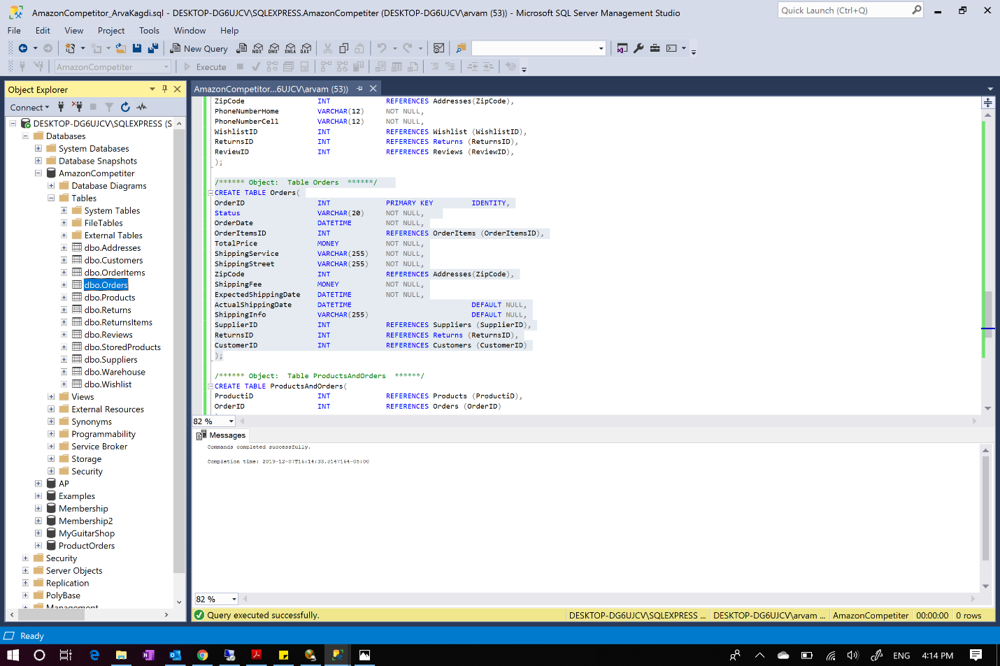 AmazonCompetitor_ArvaKagdi.sql - DESKTOP-DG6UJCV\SQLEXPRESS.AmazonCompetiter (DESKTOP-DG6UJCV\arvam (53)) - Microsoft SQL Server Management Studio
Quick Launch (Ctrl+Q)
File Edit View Project Tools Window Help
New Query MDX DMX XMLA DAX
AmazonCompetiter Execute
Object Explorer
Connect
DESKTOP-DG6UJCV\SQLEXPRESS (S
Databases
System Databases
Database Snapshots
AmazonCompetiter
Database Diagrams
Tables
System Tables
FileTables
External Tables
dbo.Addresses
dbo.Customers
dbo.OrderItems
dbo.Orders
dbo.Products
dbo.Returns
dbo.ReturnsItems
dbo.Reviews
dbo.StoredProducts
dbo.Suppliers
dbo.Warehouse
dbo.Wishlist
Views
External Resources
Synonyms
Programmability
Service Broker
Storage
Security
AP
Examples
Membership
Membership2
MyGuitarShop
ProductOrders
Security
Server Objects
Replication
PolyBase
Management
AmazonCompetitor...6UJCV\arvam (53))
ZipCode INT REFERENCES Addresses(ZipCode),
PhoneNumberHome VARCHAR(12) NOT NULL,
PhoneNumberCell VARCHAR(12) NOT NULL,
WishlistID INT REFERENCES Wishlist (WishlistID),
ReturnsID INT REFERENCES Returns (ReturnsID),
ReviewID INT REFERENCES Reviews (ReviewID),
);
/****** Object: Table Orders ******/
CREATE TABLE Orders(
OrderID INT PRIMARY KEY IDENTITY,
Status VARCHAR(20) NOT NULL,
OrderDate DATETIME NOT NULL,
OrderItemsID INT REFERENCES OrderItems (OrderItemsID),
TotalPrice MONEY NOT NULL,
ShippingService VARCHAR(255) NOT NULL,
ShippingStreet VARCHAR(255) NOT NULL,
ZipCode INT REFERENCES Addresses(ZipCode),
ShippingFee MONEY NOT NULL,
ExpectedShippingDate DATETIME NOT NULL,
ActualShippingDate DATETIME DEFAULT NULL,
ShippingInfo VARCHAR(255) DEFAULT NULL,
SupplierID INT REFERENCES Suppliers (SupplierID),
ReturnsID INT REFERENCES Returns (ReturnsID),
CustomerID INT REFERENCES Customers (CustomerID)
);
/****** Object: Table ProductsAndOrders ******/
CREATE TABLE ProductsAndOrders(
ProductiD INT REFERENCES Products (ProductiD),
OrderID INT REFERENCES Orders (OrderID)
82 %
Messages
Commands completed successfully.
Completion time: 2019-12-07T16:14:33.8147164-05:00
82 %
Query executed successfully. DESKTOP-DG6UJCV\SQLEXPRESS ... DESKTOP-DG6UJCV\arvam ... AmazonCompetiter 00:00:00 0 rows
Ready
ENG 4:14 PM